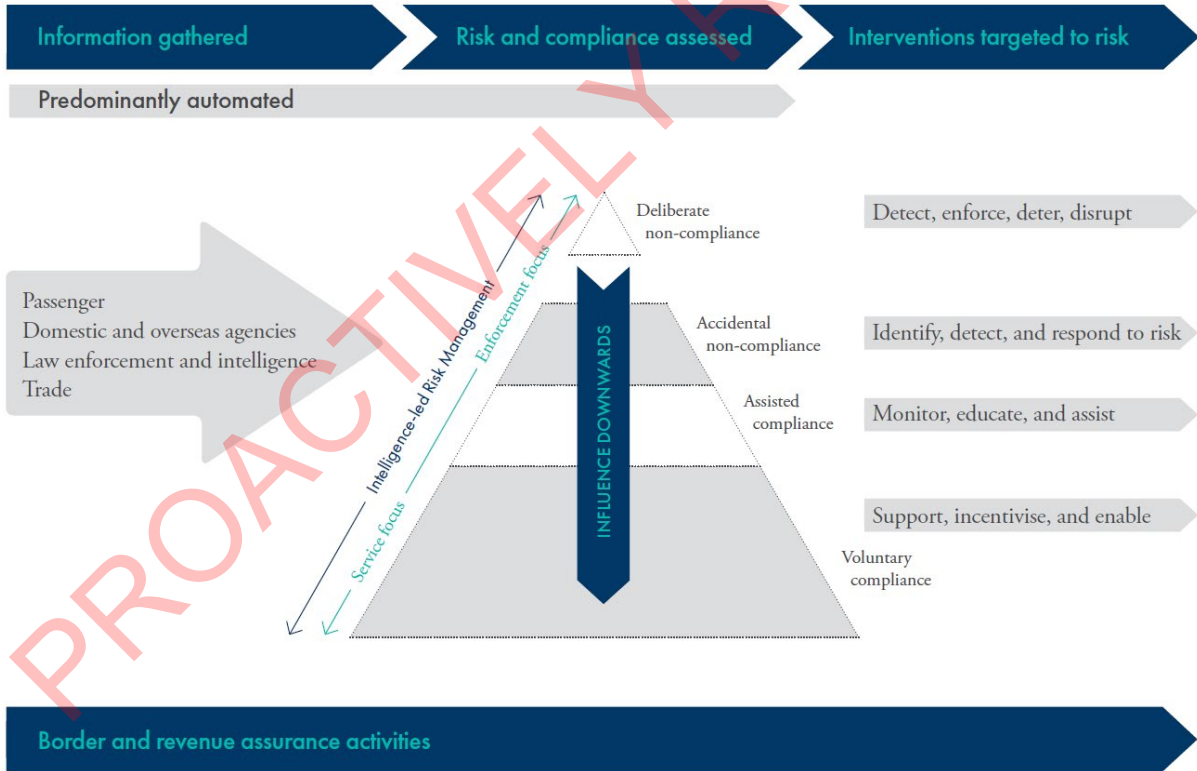 Information gathered
Risk and compliance assessed
Interventions targeted to risk
Predominantly automated
Passenger
Domestic and overseas agencies
Law enforcement and intelligence
Trade
Intelligence-led Risk Management
Enforcement focus
Service focus
INFLUENCE DOWNWARDS
Deliberate
non-compliance
Detect, enforce, deter, disrupt
Accidental
non-compliance
Identify, detect, and respond to risk
Assisted
compliance
Monitor, educate, and assist
Support, incentivise, and enable
Voluntary
compliance
Border and revenue assurance activities
PROACTIVELY